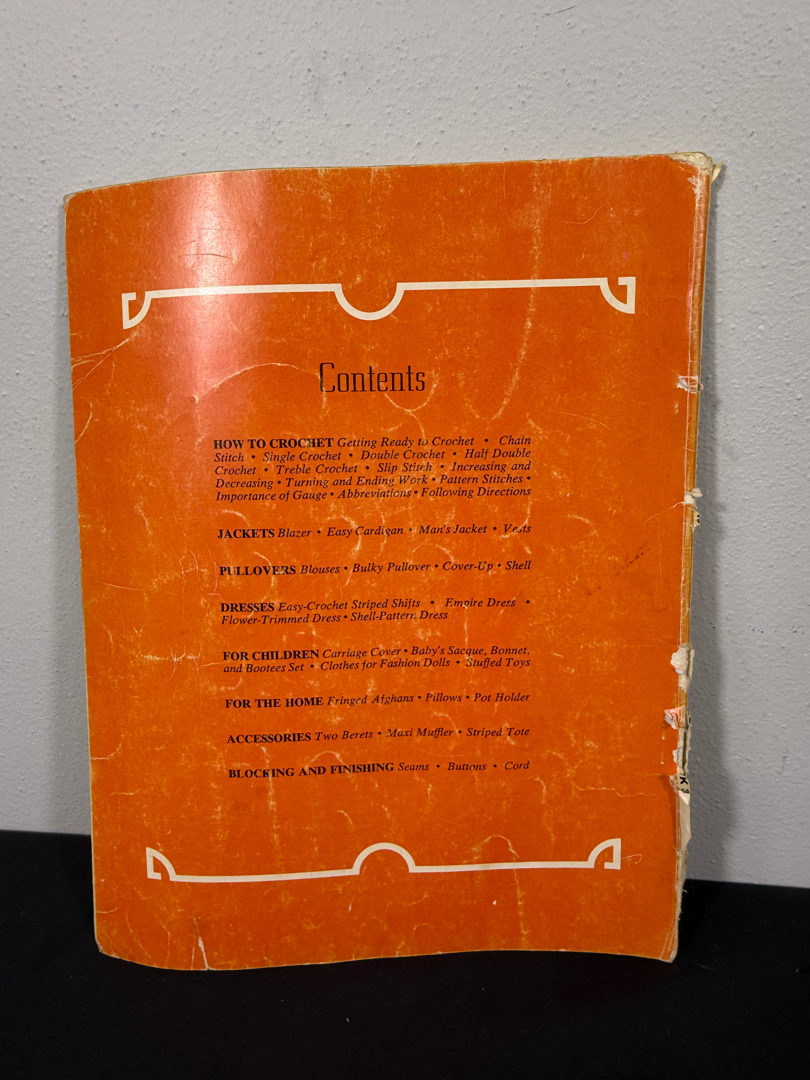 Contents
HOW TO CROCHET Getting Ready to Crochet • Chain
Stitch • Single Crochet • Double Crochet • Half Double
Crochet • Treble Crochet • Slip Stitch • Increasing and
Decreasing • Turning and Ending Work • Pattern Stitches •
Importance of Gauge • Abbreviations • Following Directions
JACKETS Blazer • Easy Cardigan • Man's Jacket • Vests
PULLOVERS Blouses • Bulky Pullover • Cover-Up • Shell
DRESSES Easy-Crochet Striped Shifts • Empire Dress •
Flower-Trimmed Dress • Shell-Pattern Dress
FOR CHILDREN Carriage Cover • Baby's Sacque, Bonnet,
and Bootees Set • Clothes for Fashion Dolls • Stuffed Toys
FOR THE HOME Fringed Afghans • Pillows • Pot Holder
ACCESSORIES Two Berets • Maxi Muffler • Striped Tote
BLOCKING AND FINISHING Seams • Buttons • Cord